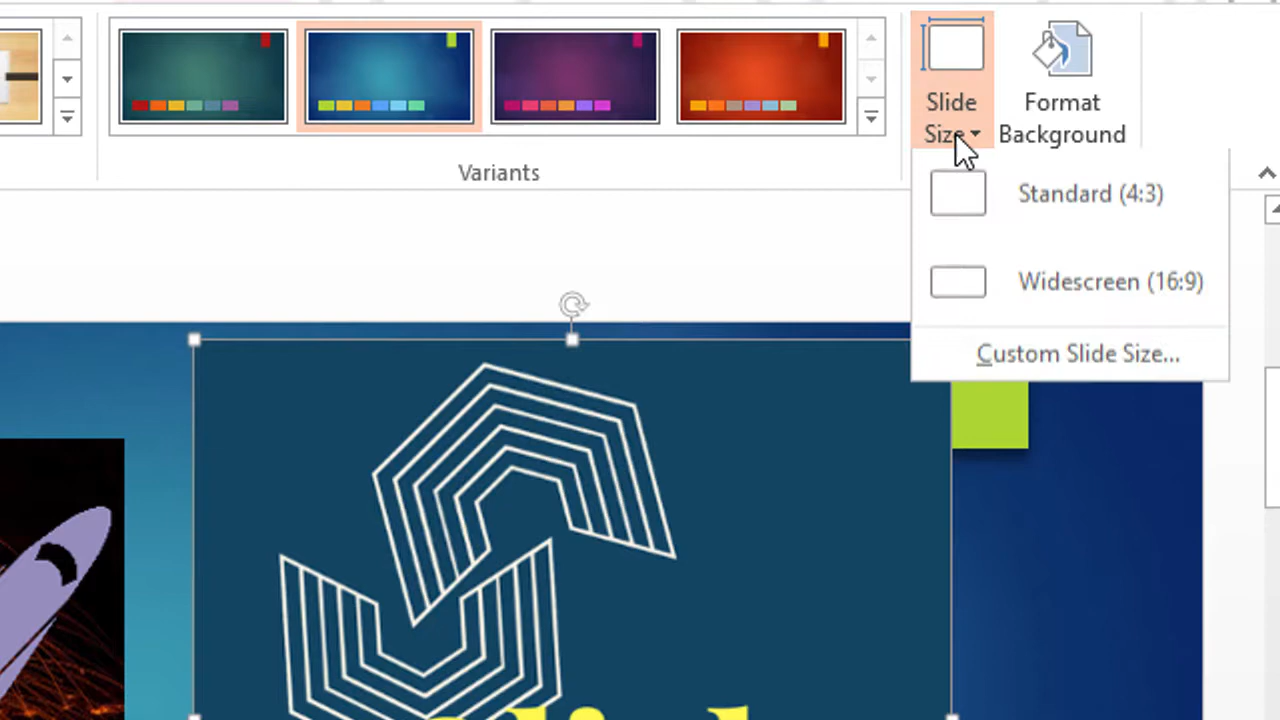 Slide
Size
Format
Background
Variants
Standard (4:3)
Widescreen (16:9)
Custom Slide Size...